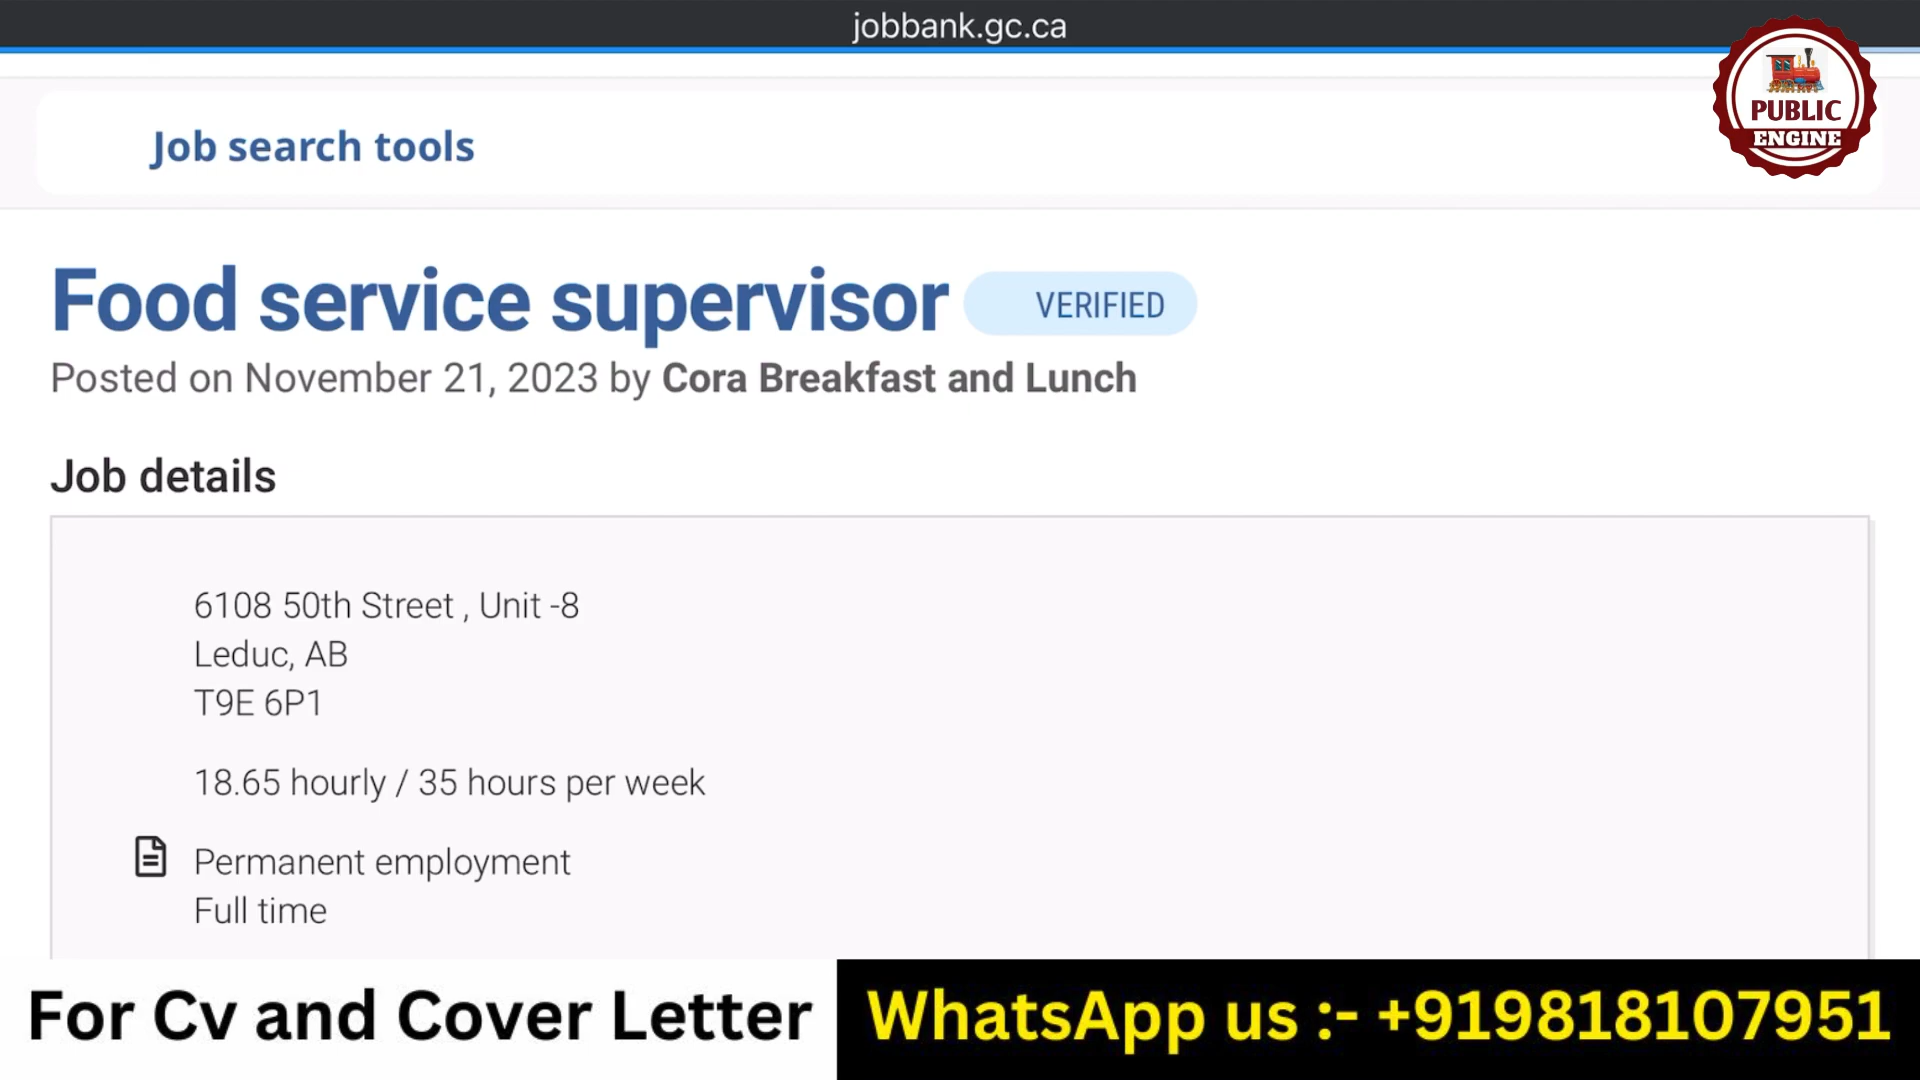 jobbank.gc.ca
PUBLIC
ENGINE
Job search tools
Food service supervisor VERIFIED
Posted on November 21, 2023 by Cora Breakfast and Lunch
Job details
6108 50th Street , Unit -8
Leduc, AB
T9E 6P1
18.65 hourly / 35 hours per week
Permanent employment
Full time
For Cv and Cover Letter WhatsApp us :- +919818107951